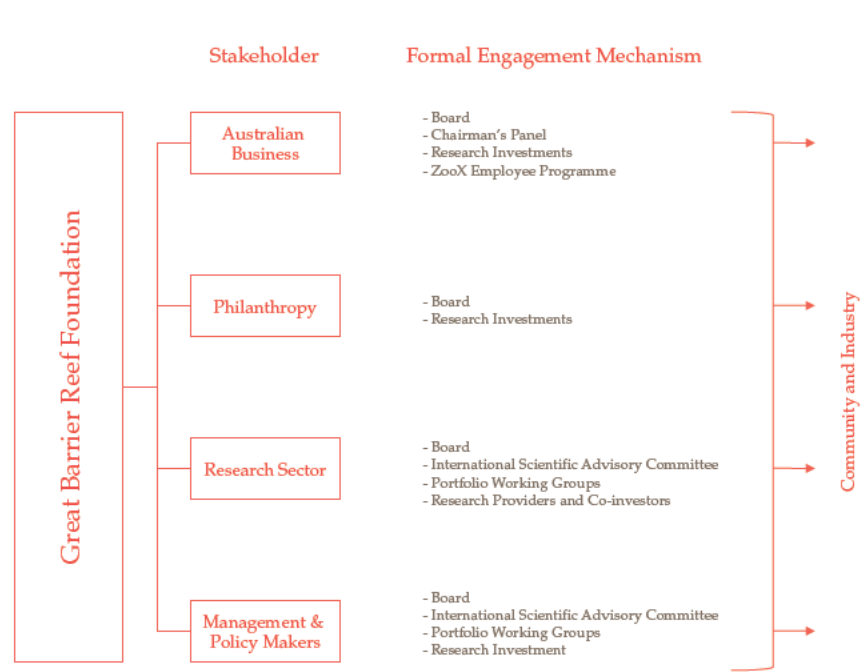 Stakeholder
Formal Engagement Mechanism
Great Barrier Reef Foundation
Australian
Business
- Board
- Chairman's Panel
- Research Investments
- ZooX Employee Programme
Philanthropy
- Board
- Research Investments
Research Sector
- Board
- International Scientific Advisory Committee
- Portfolio Working Groups
- Research Providers and Co-investors
Management &
Policy Makers
- Board
- International Scientific Advisory Committee
- Portfolio Working Groups
- Research Investment
Community and Industry